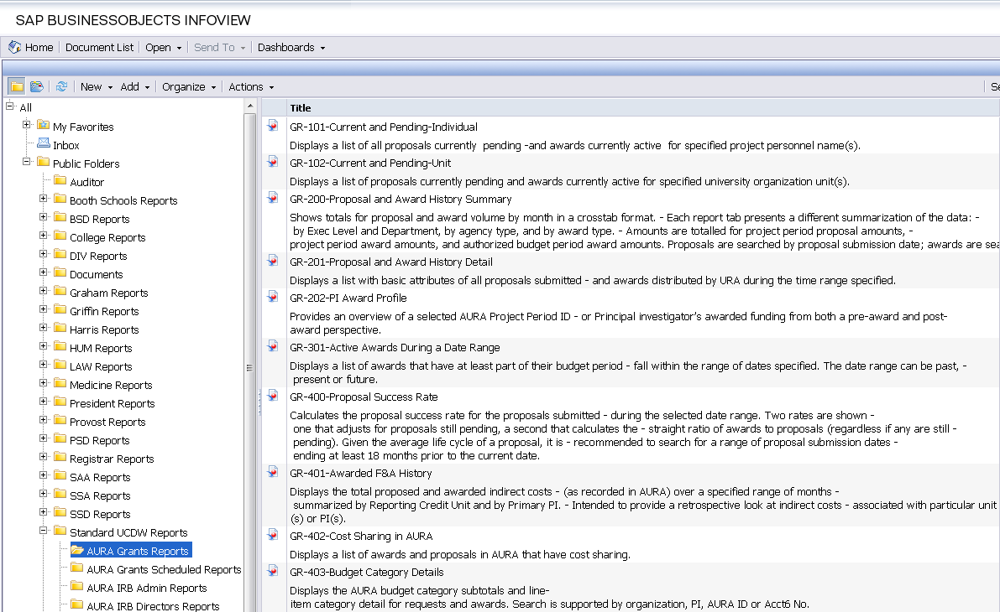 SAP BUSINESSOBJECTS INFOVIEW
Home Document List Open Send To Dashboards
New Add Organize Actions
All
My Favorites
Inbox
Public Folders
Auditor
Booth Schools Reports
BSD Reports
College Reports
DIV Reports
Documents
Graham Reports
Griffin Reports
Harris Reports
HUM Reports
LAW Reports
Medicine Reports
President Reports
Provost Reports
PSD Reports
Registrar Reports
SAA Reports
SSA Reports
SSD Reports
Standard UCDW Reports
AURA Grants Reports
AURA Grants Scheduled Reports
AURA IRB Admin Reports
AURA IRB Directors Reports
Title
GR-101-Current and Pending-Individual
Displays a list of all proposals currently pending -and awards currently active for specified project personnel name(s).
GR-102-Current and Pending-Unit
Displays a list of proposals currently pending and awards currently active for specified university organization unit(s).
GR-200-Proposal and Award History Summary
Shows totals for proposal and award volume by month in a crosstab format. - Each report tab presents a different summarization of the data: -
by Exec Level and Department, by agency type, and by award type. - Amounts are totalled for project period proposal amounts, -
project period award amounts, and authorized budget period award amounts. Proposals are searched by proposal submission date; awards are sea
GR-201-Proposal and Award History Detail
Displays a list with basic attributes of all proposals submitted - and awards distributed by URA during the time range specified.
GR-202-PI Award Profile
Provides an overview of a selected AURA Project Period ID - or Principal investigator's awarded funding from both a pre-award and post-
award perspective.
GR-301-Active Awards During a Date Range
Displays a list of awards that have at least part of their budget period - fall within the range of dates specified. The date range can be past, -
present or future.
GR-400-Proposal Success Rate
Calculates the proposal success rate for the proposals submitted - during the selected date range. Two rates are shown -
one that adjusts for proposals still pending, a second that calculates the - straight ratio of awards to proposals (regardless if any are still -
pending). Given the average life cycle of a proposal, it is - recommended to search for a range of proposal submission dates -
ending at least 18 months prior to the current date.
GR-401-Awarded F&A History
Displays the total proposed and awarded indirect costs - (as recorded in AURA) over a specified range of months -
summarized by Reporting Credit Unit and by Primary PI. - Intended to provide a retrospective look at indirect costs - associated with particular unit
(s) or PI(s).
GR-402-Cost Sharing in AURA
Displays a list of awards and proposals in AURA that have cost sharing.
GR-403-Budget Category Details
Displays the AURA budget category subtotals and line-
item category detail for requests and awards. Search is supported by organization, PI, AURA ID or Acct6 No.